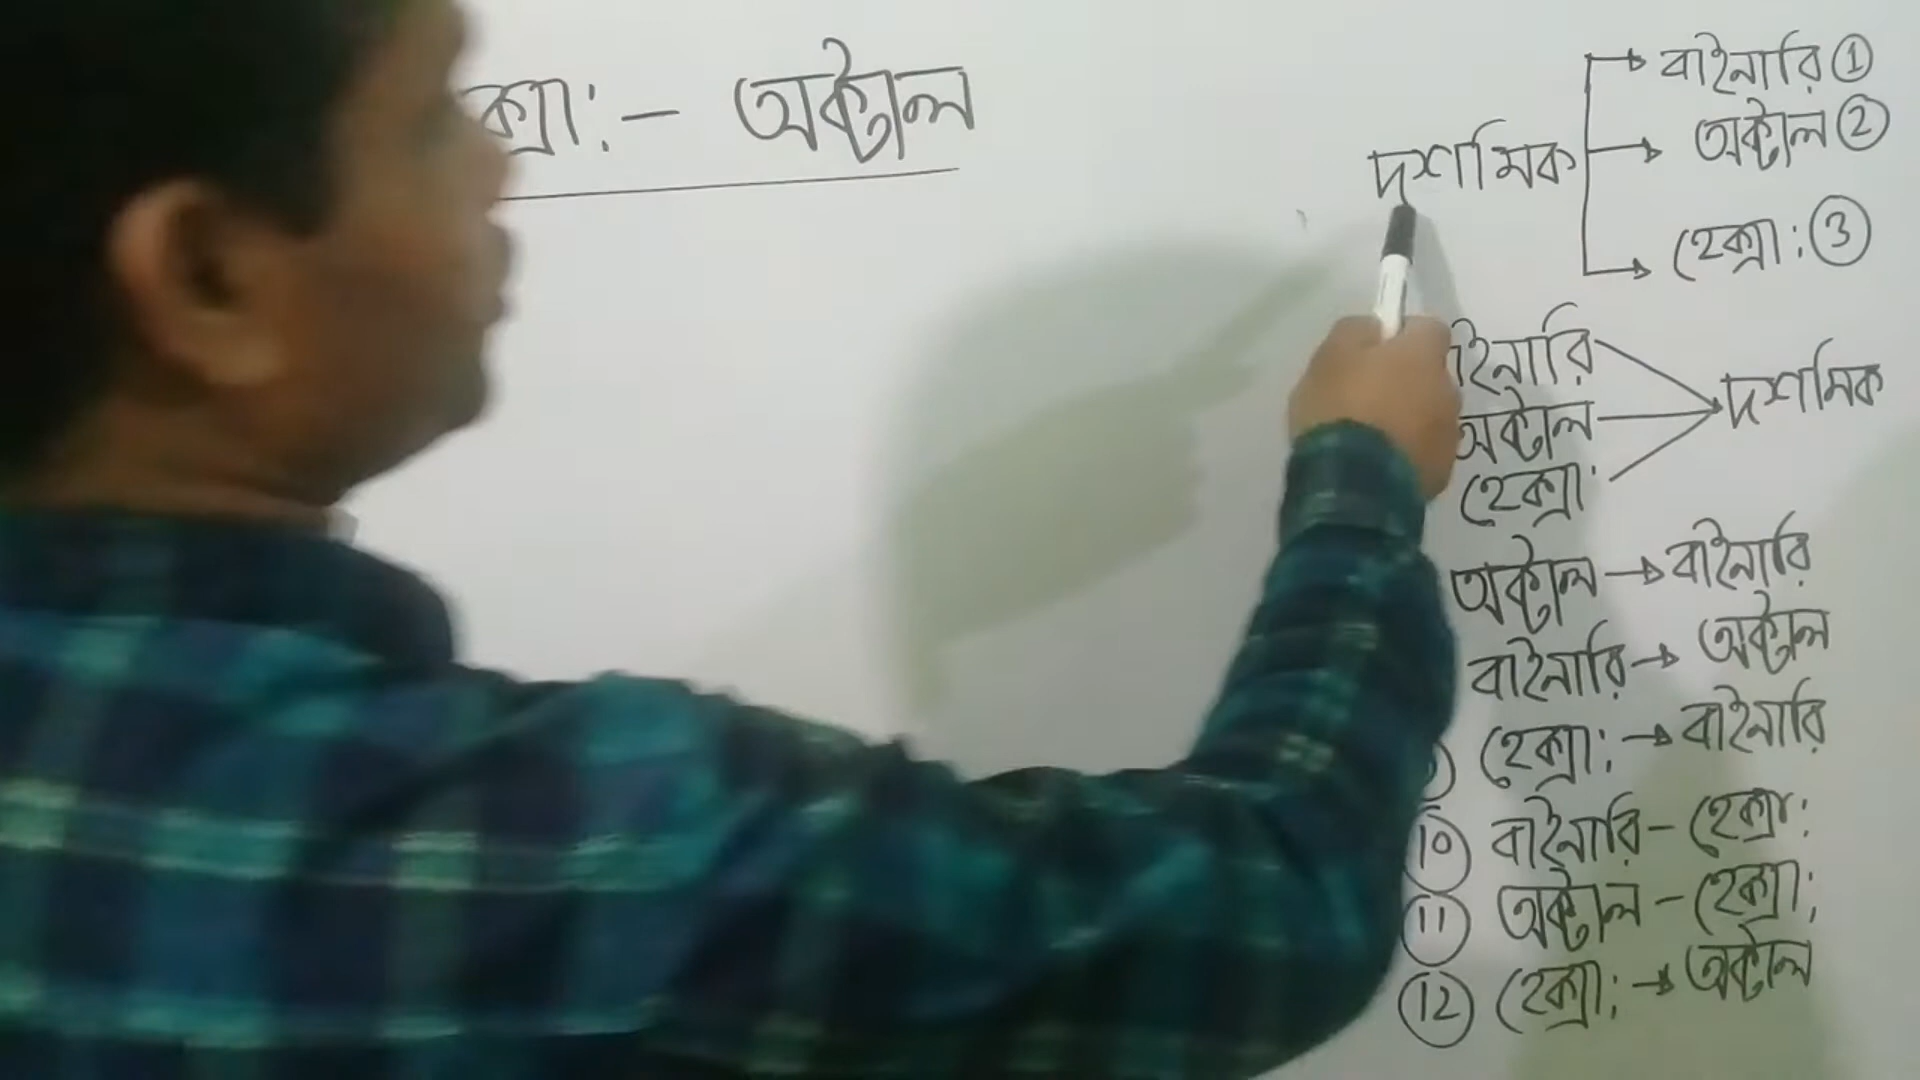 ক্সা:- অক্টাল
দশমিক
বাইনারি ①
অক্টাল ②
হেক্সা: ③
বাইনারি
অক্টাল
হেক্সা:
দশমিক
অক্টাল → বাইনারি
বাইনারি → অক্টাল
হেক্সা: → বাইনারি
⑩ বাইনারি - হেক্সা:
⑪ অক্টাল - হেক্সা:
⑫ হেক্সা: → অক্টাল